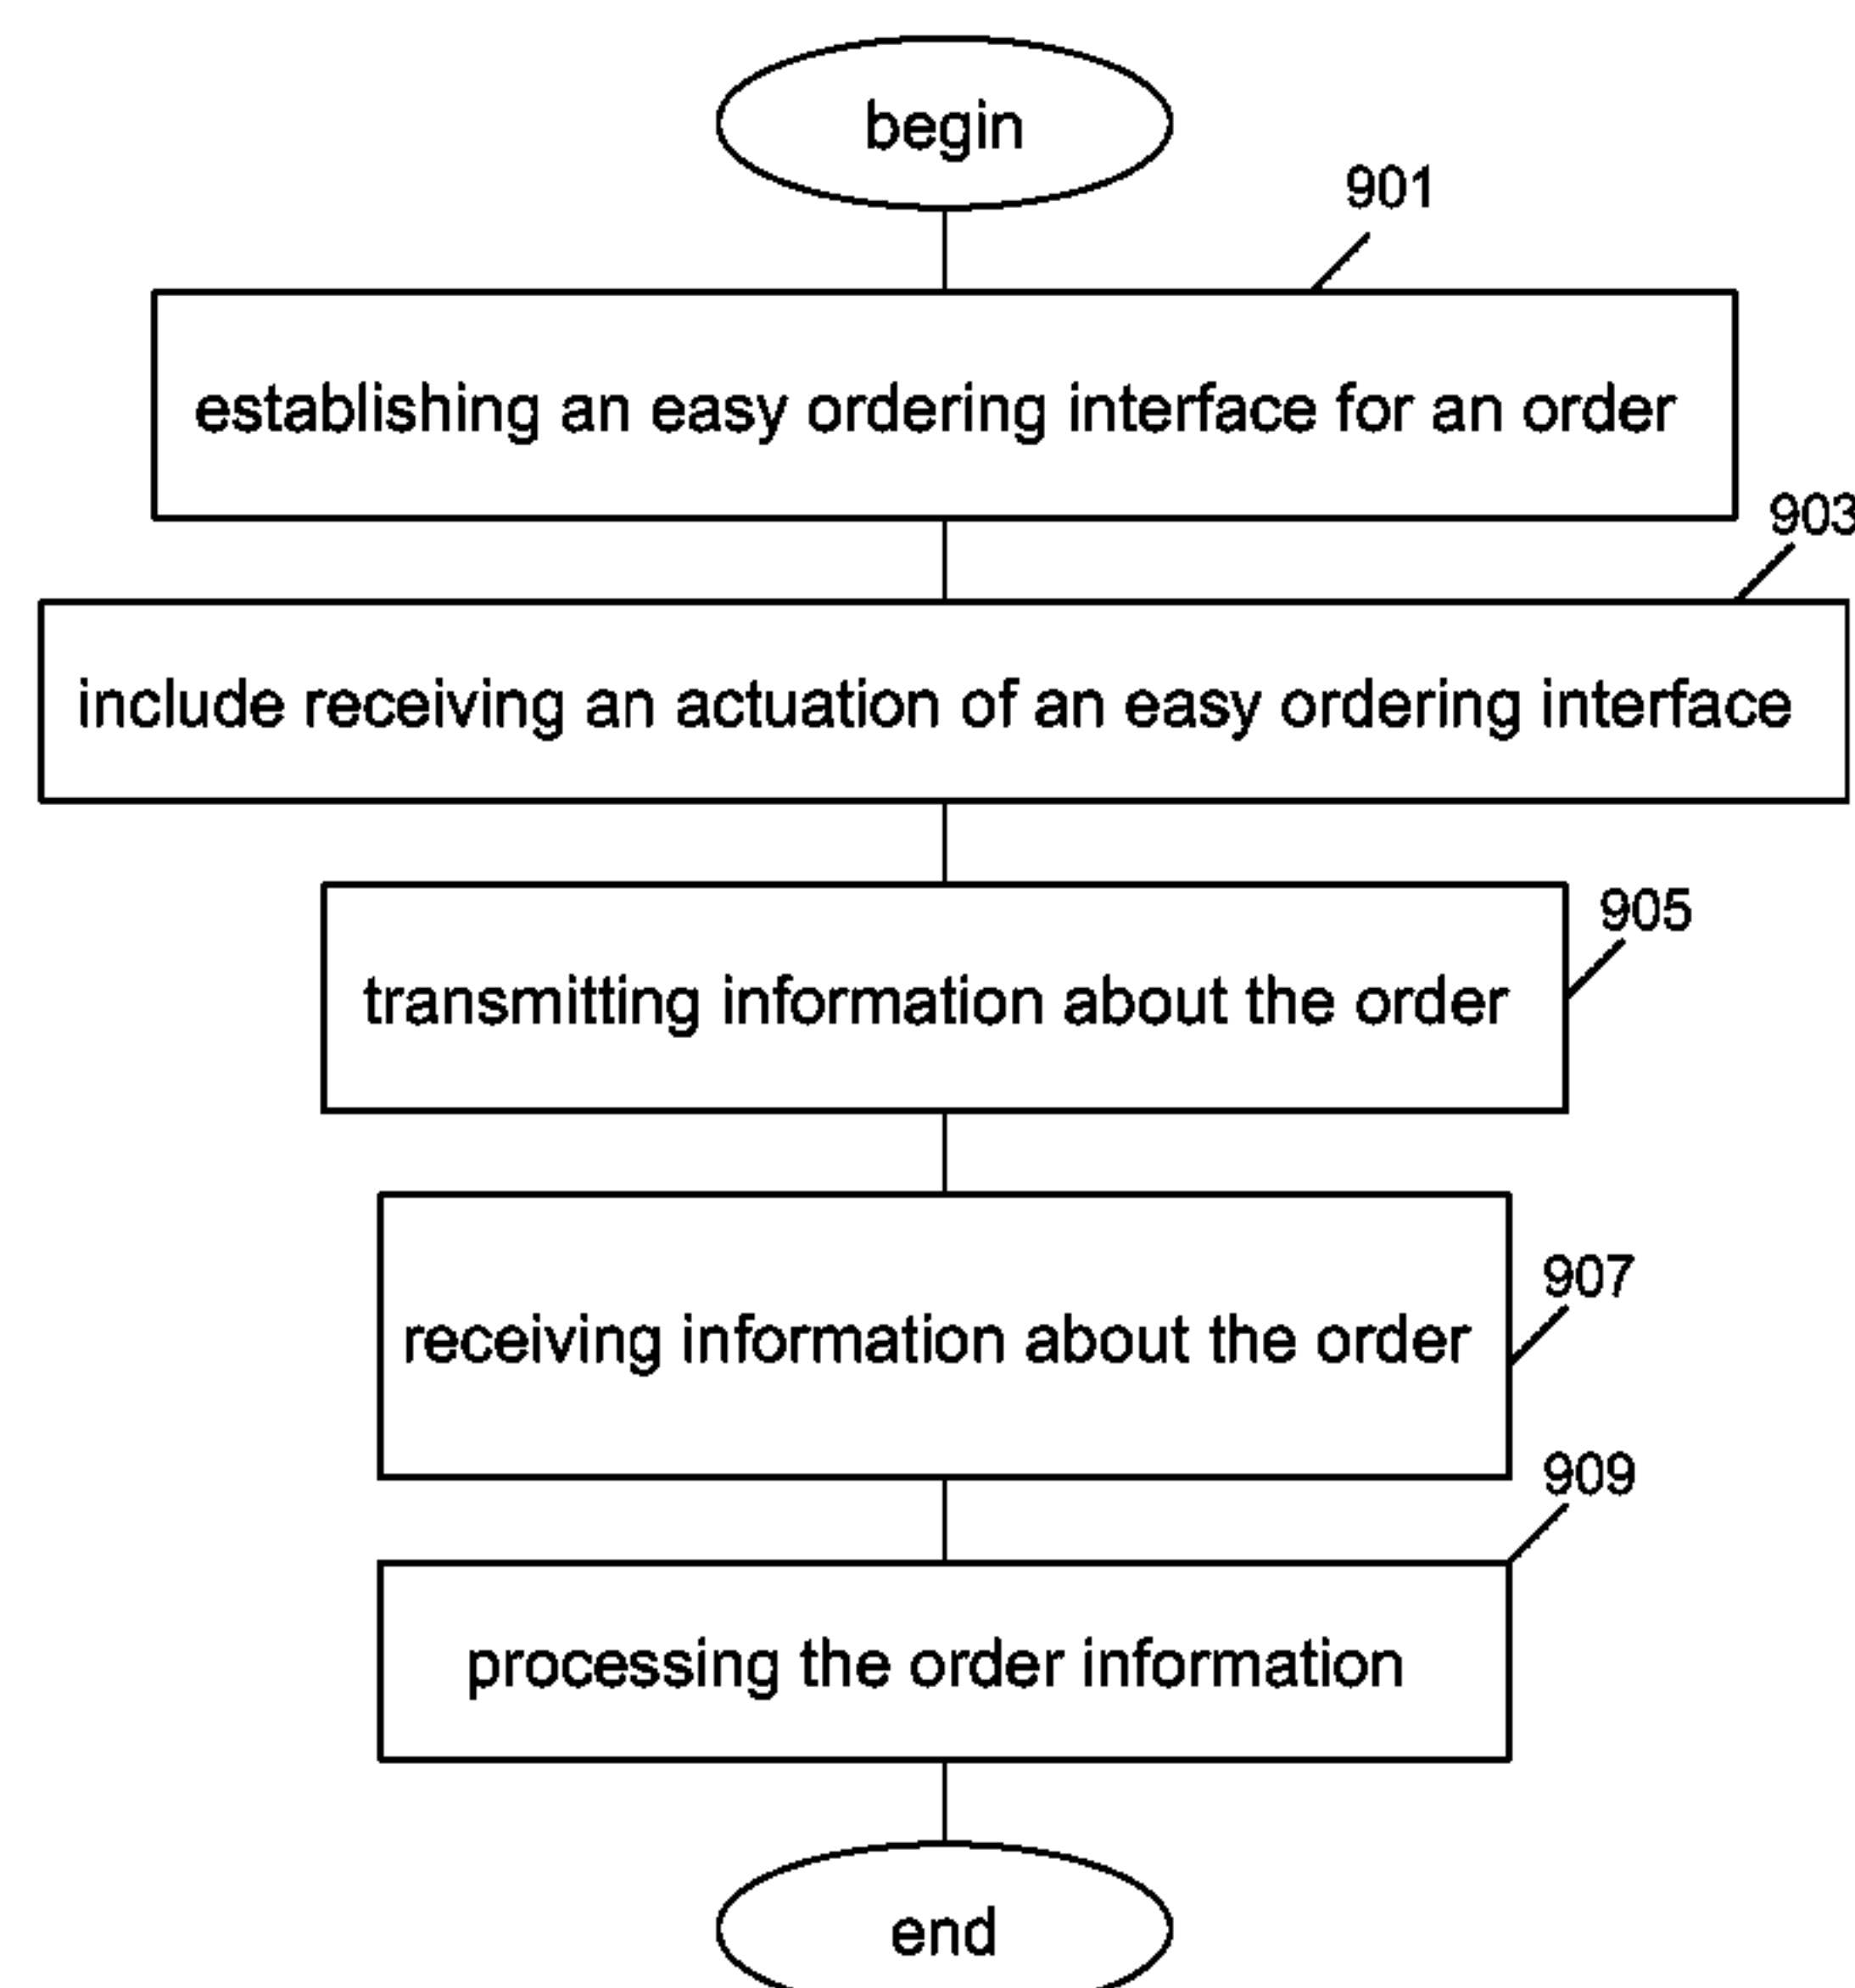 begin
901
establishing an easy ordering interface for an order
903
include receiving an actuation of an easy ordering interface
905
transmitting information about the order
907
receiving information about the order
909
processing the order information
end